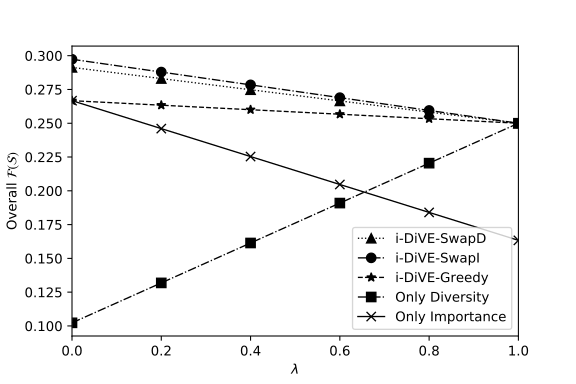 0.300
0.275
0.250
0.225
0.200
0.175
0.150
0.125
0.100
Overall 𝓕(S)
0.0 0.2 0.4 0.6 0.8 1.0
λ
i-DiVE-SwapD
i-DiVE-SwapI
i-DiVE-Greedy
Only Diversity
Only Importance